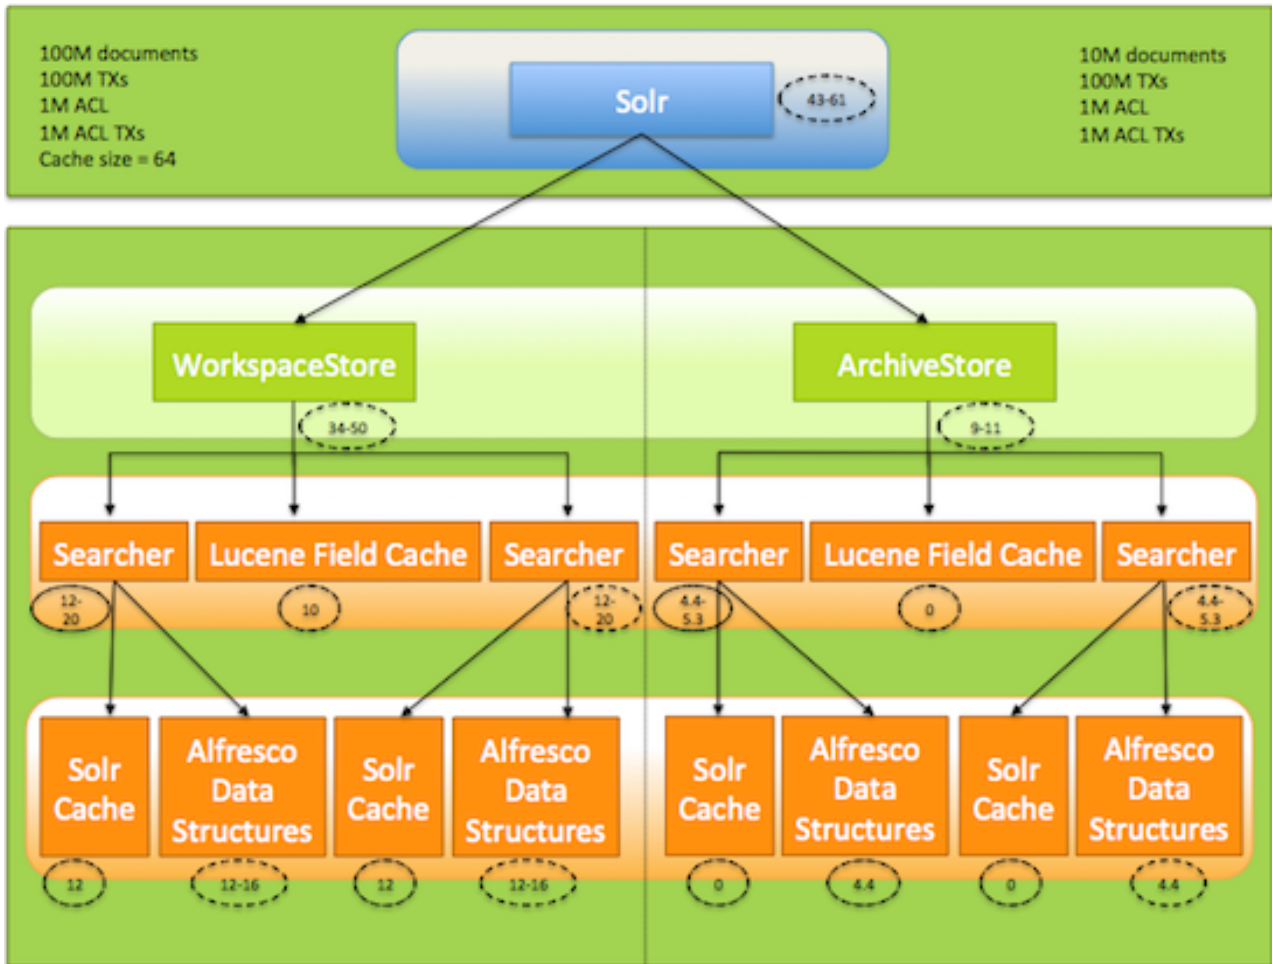 100M documents
100M TXs
1M ACL
1M ACL TXs
Cache size = 64
Solr
43-61
10M documents
100M TXs
1M ACL
1M ACL TXs
WorkspaceStore
34-50
ArchiveStore
9-11
Searcher
Lucene Field Cache
Searcher
Searcher
Lucene Field Cache
Searcher
12-
20
10
12-
20
4.4-
5.3
0
4.4-
5.3
Solr
Cache
Alfresco
Data
Structures
Solr
Cache
Alfresco
Data
Structures
Solr
Cache
Alfresco
Data
Structures
Solr
Cache
Alfresco
Data
Structures
12
12-16
12
12-16
0
4.4
0
4.4